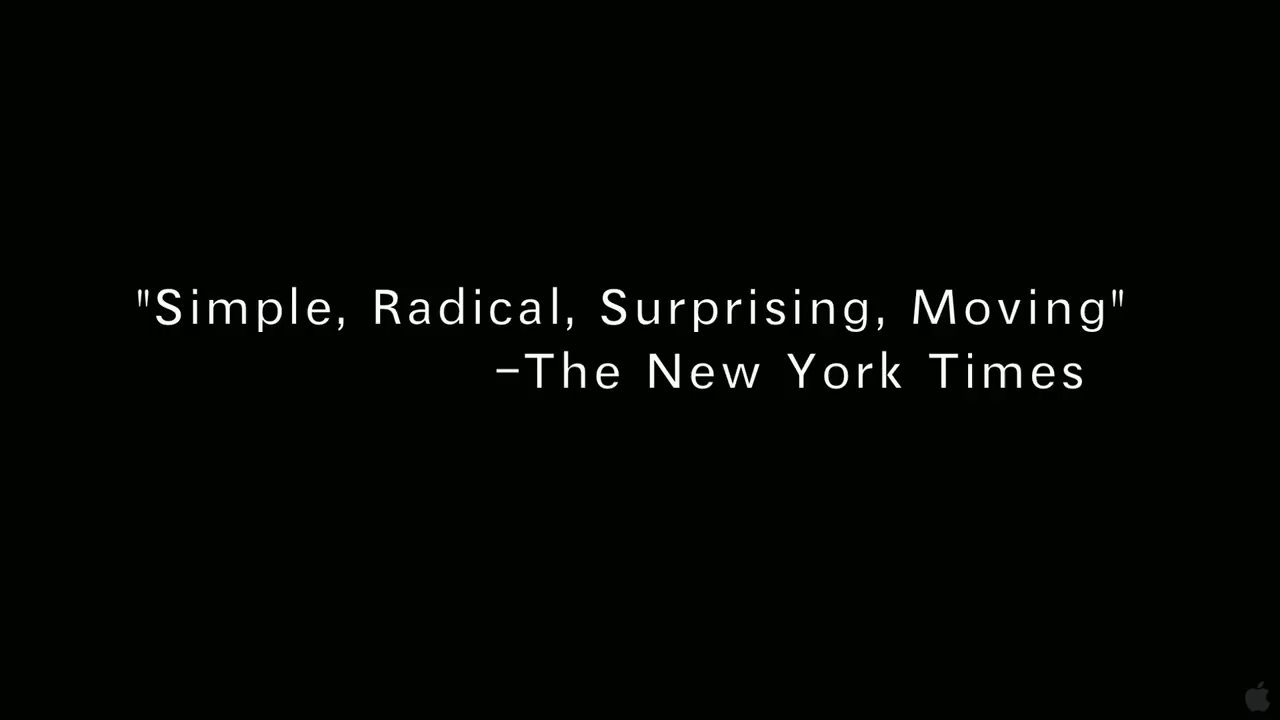 "Simple, Radical, Surprising, Moving"
–The New York Times